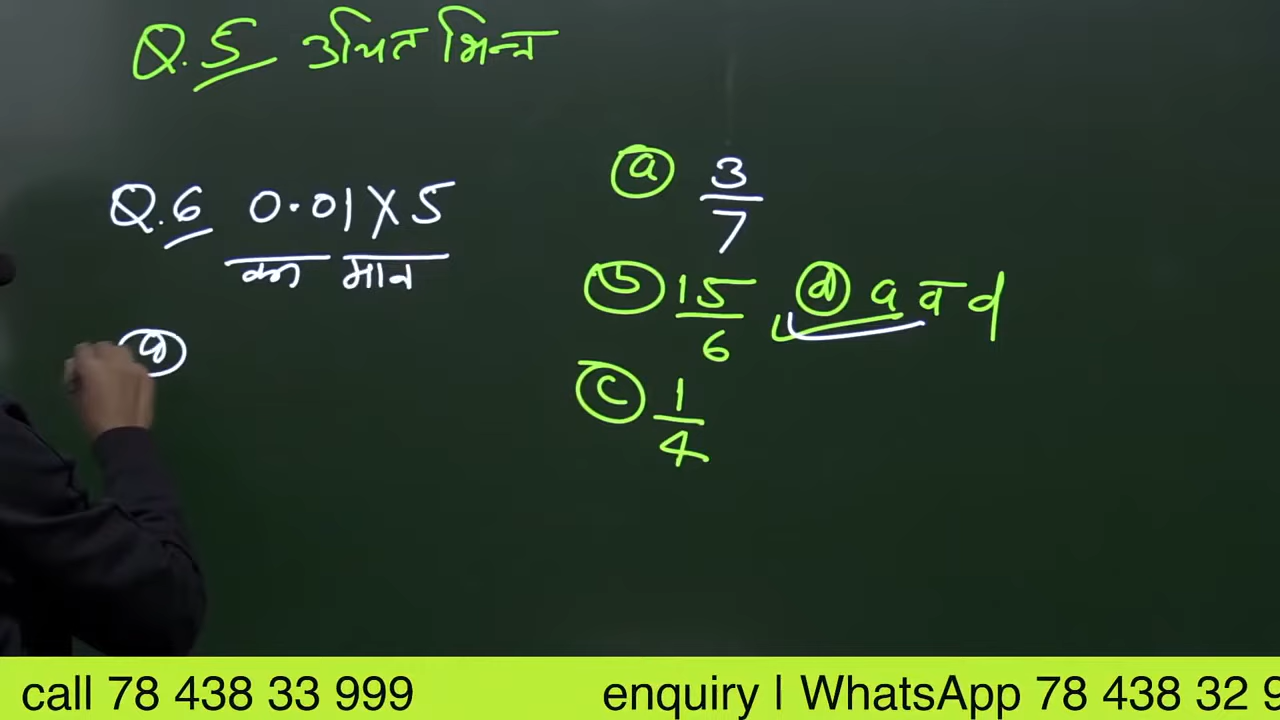 Q.5 उचित भिन्न
Q.6 0.01 X 5
का मान
a
a 3/7
b 15/6
c 1/4
d a व d
call 78 438 33 999
enquiry | WhatsApp 78 438 32 9